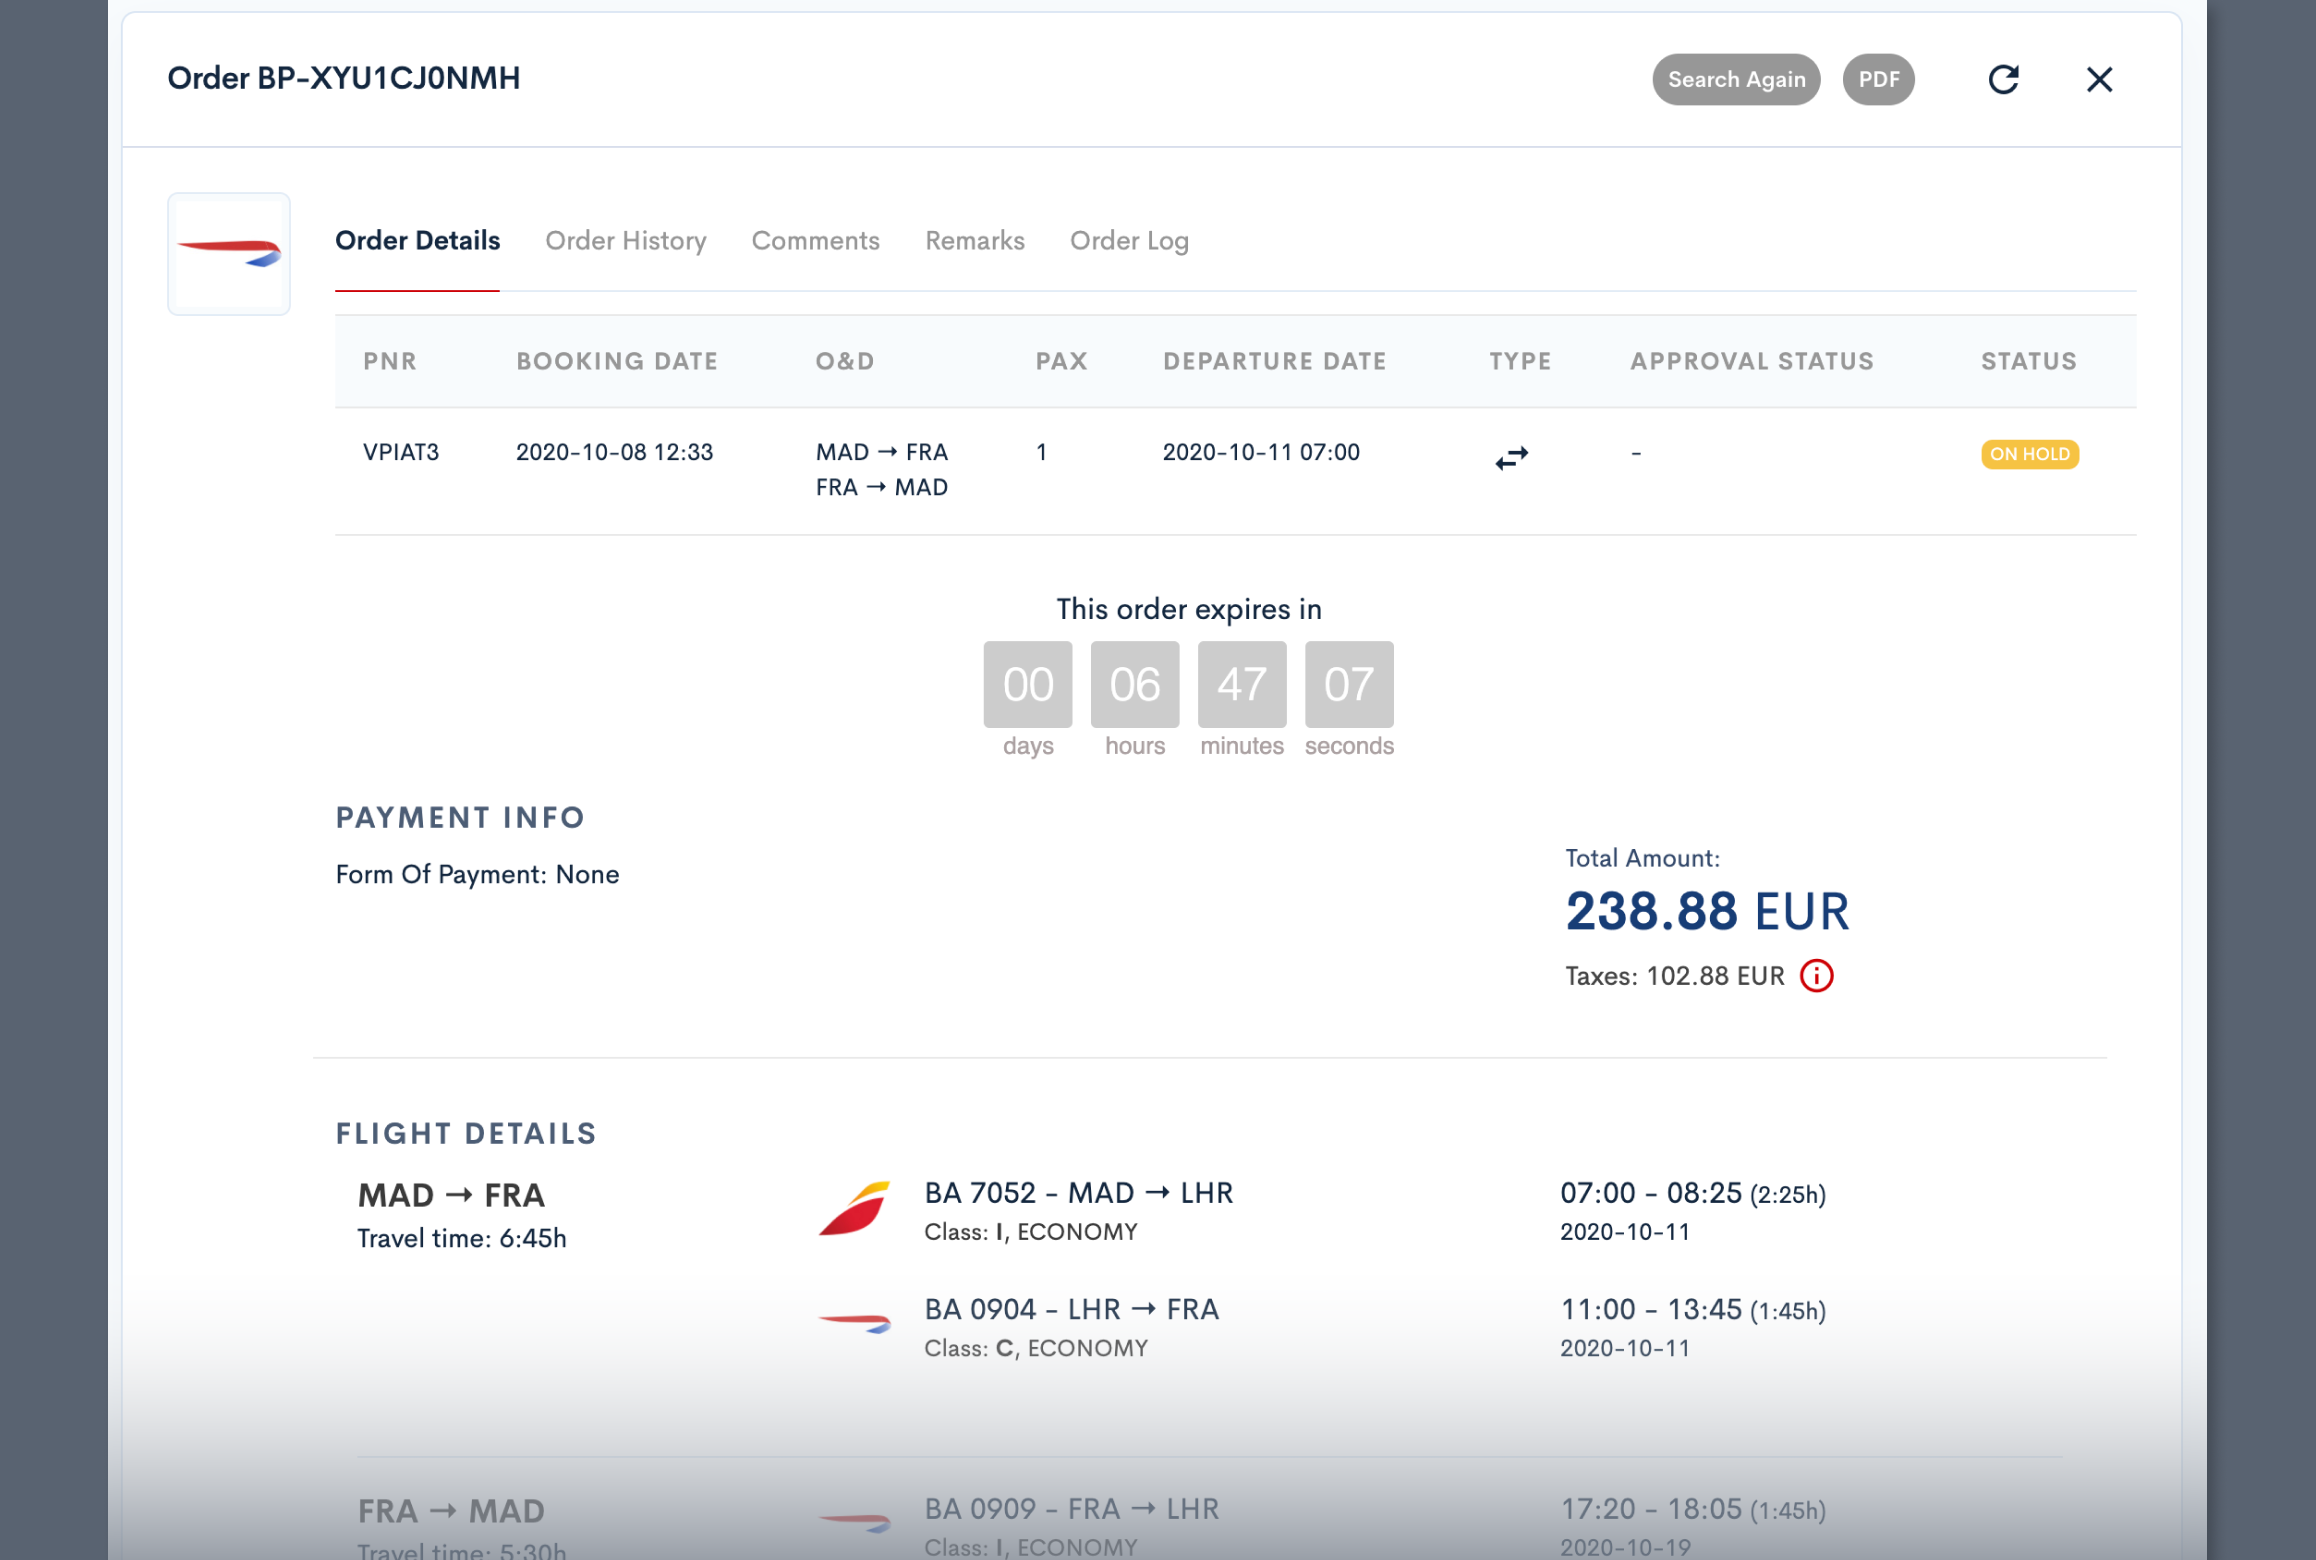 Order BP-XYU1CJ0NMH
Search Again
PDF
Order Details
Order History
Comments
Remarks
Order Log
PNR BOOKING DATE O&D PAX DEPARTURE DATE TYPE APPROVAL STATUS STATUS
VPIAT3 2020-10-08 12:33 MAD → FRA 1 2020-10-11 07:00 - ON HOLD
FRA → MAD
This order expires in
00 06 47 07
days hours minutes seconds
PAYMENT INFO
Form Of Payment: None
Total Amount:
238.88 EUR
Taxes: 102.88 EUR
FLIGHT DETAILS
MAD → FRA
Travel time: 6:45h
BA 7052 - MAD → LHR
Class: I, ECONOMY
07:00 - 08:25 (2:25h)
2020-10-11
BA 0904 - LHR → FRA
Class: C, ECONOMY
11:00 - 13:45 (1:45h)
2020-10-11
FRA → MAD
Travel time: 5:30h
BA 0909 - FRA → LHR
Class: I, ECONOMY
17:20 - 18:05 (1:45h)
2020-10-19